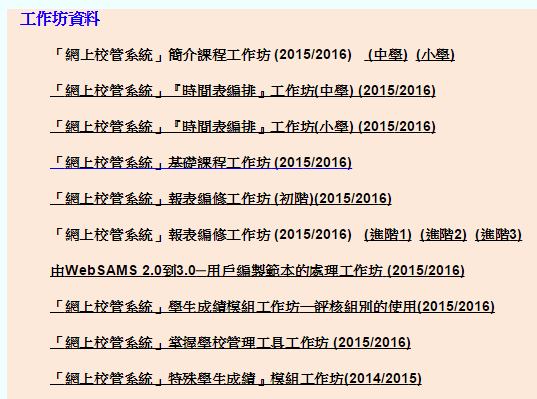 工作坊資料
「網上校管系統」簡介課程工作坊 (2015/2016) (中學) (小學)
「網上校管系統」『時間表編排』工作坊(中學) (2015/2016)
「網上校管系統」『時間表編排』工作坊(小學) (2015/2016)
「網上校管系統」基礎課程工作坊 (2015/2016)
「網上校管系統」報表編修工作坊 (初階)(2015/2016)
「網上校管系統」報表編修工作坊 (2015/2016) (進階1) (進階2) (進階3)
由WebSAMS 2.0到3.0─用戶編製範本的處理工作坊 (2015/2016)
「網上校管系統」學生成績模組工作坊─評核組別的使用(2015/2016)
「網上校管系統」掌握學校管理工具工作坊 (2015/2016)
「網上校管系統」特殊學生成績』模組工作坊(2014/2015)